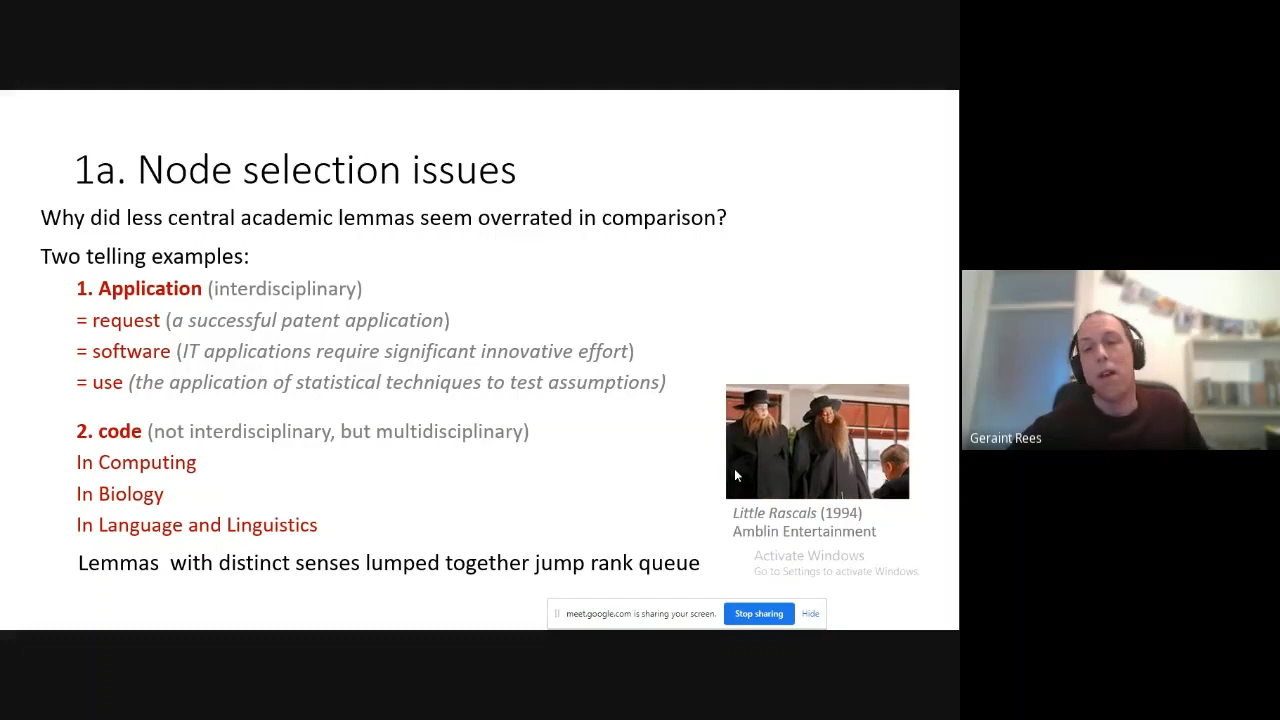 1a. Node selection issues
Why did less central academic lemmas seem overrated in comparison?
Two telling examples:
1. Application (interdisciplinary)
= request (a successful patent application)
= software (IT applications require significant innovative effort)
= use (the application of statistical techniques to test assumptions)
2. code (not interdisciplinary, but multidisciplinary)
In Computing
In Biology
In Language and Linguistics
Lemmas with distinct senses lumped together jump rank queue
Little Rascals (1994)
Amblin Entertainment
Activate Windows
Go to Settings to activate Windows.
meet.google.com is sharing your screen.
Stop sharing
Hide
Geraint Rees